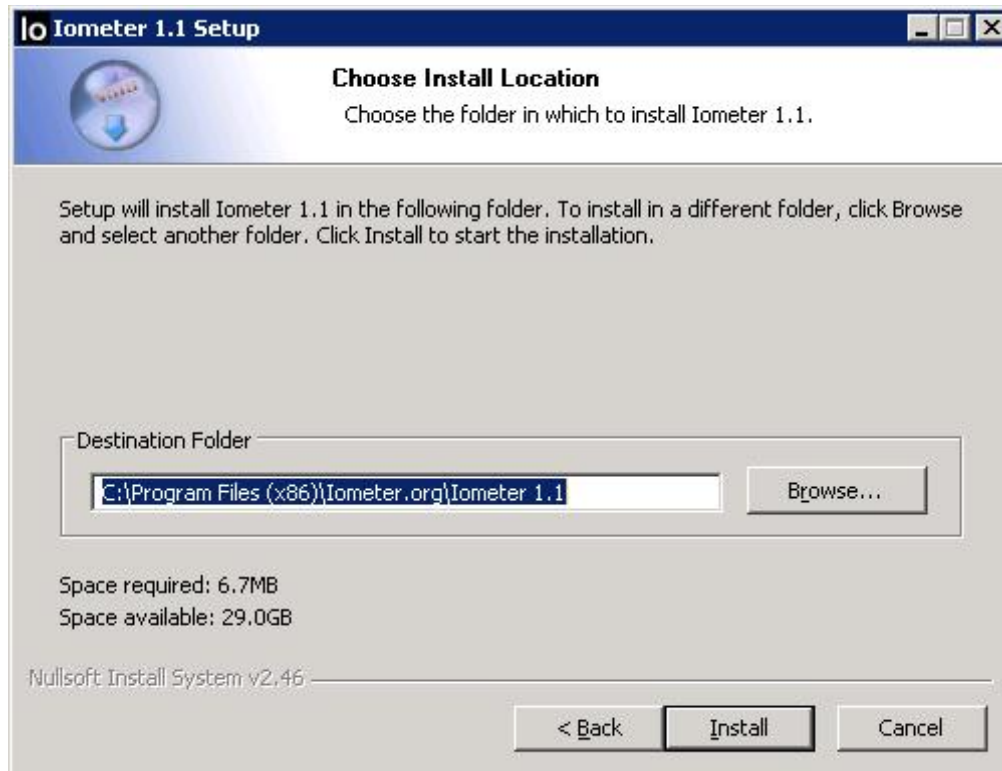 Io Iometer 1.1 Setup
Choose Install Location
Choose the folder in which to install Iometer 1.1.
Setup will install Iometer 1.1 in the following folder. To install in a different folder, click Browse
and select another folder. Click Install to start the installation.
Destination Folder
C:\Program Files (x86)\Iometer.org\Iometer 1.1
Browse...
Space required: 6.7MB
Space available: 29.0GB
Nullsoft Install System v2.46
< Back Install Cancel